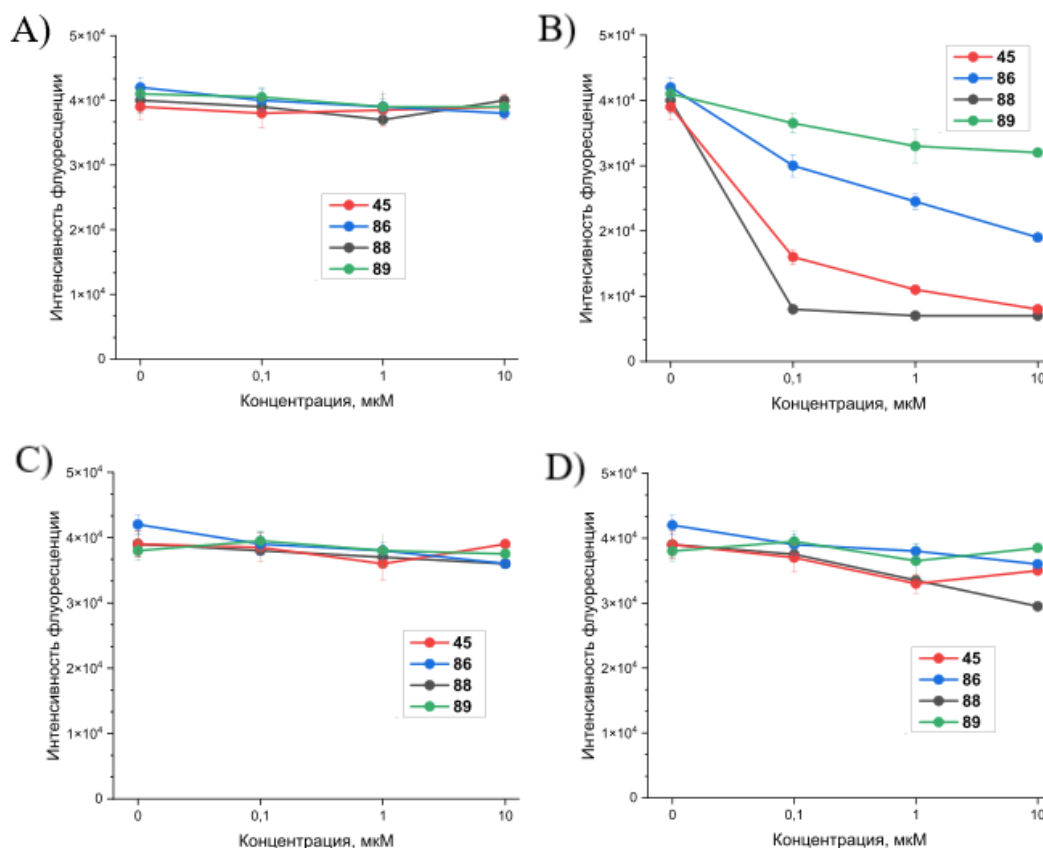 A)
5×10⁴
4×10⁴
3×10⁴
2×10⁴
1×10⁴
0
Интенсивность флуоресценции
45
86
88
89
0 0,1 1 10
Концентрация, мкМ
B)
5×10⁴
4×10⁴
3×10⁴
2×10⁴
1×10⁴
0
Интенсивность флуоресценции
45
86
88
89
0 0,1 1 10
Концентрация, мкМ
C)
5×10⁴
4×10⁴
3×10⁴
2×10⁴
1×10⁴
0
Интенсивность флуоресценции
45
86
88
89
0 0,1 1 10
Концентрация, мкМ
D)
5×10⁴
4×10⁴
3×10⁴
2×10⁴
1×10⁴
0
Интенсивность флуоресценции
45
86
88
89
0 0,1 1 10
Концентрация, мкМ